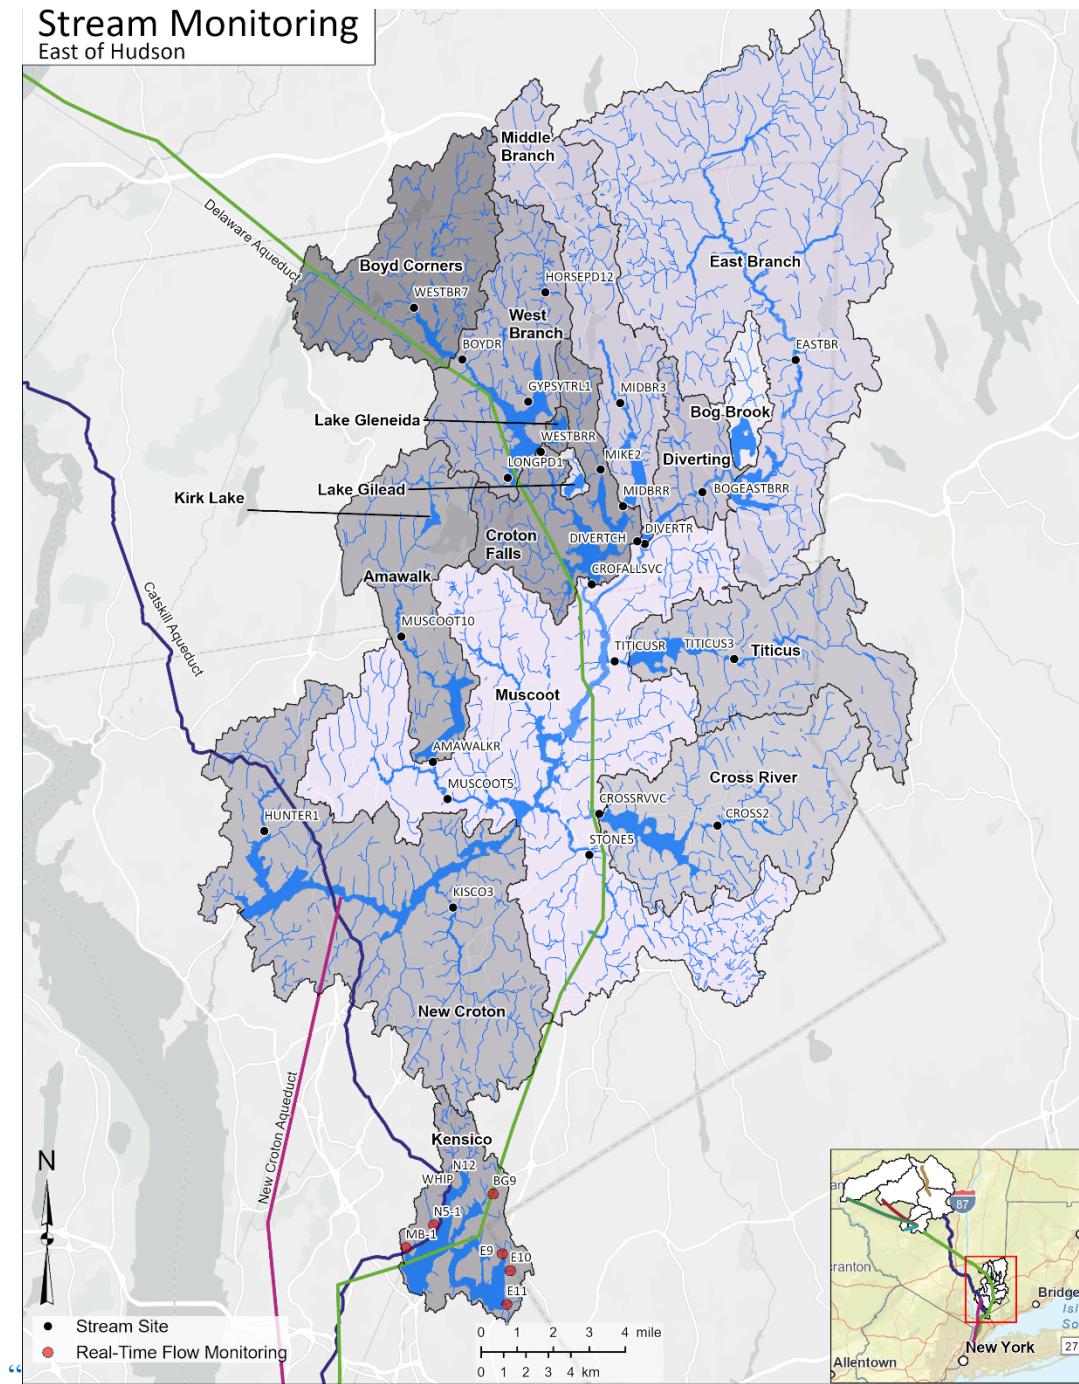 Stream Monitoring
East of Hudson
Middle
Branch
Delaware Aqueduct
Boyd Corners
East Branch
WESTBR7
HORSEPD12
West
Branch
BOYDR
EASTBR
GYPSYTRL1
MIDBR3
Lake Gleneida
Bog Brook
WESTBRR
Diverting
LONGPD1
MIKE2
Lake Gilead
Kirk Lake
MIDBRR
BOGEASTBRR
Croton
Falls
DIVERTCH
DIVERTR
CROFALLSVC
Amawalk
Catskill Aqueduct
MUSCOOT10
TITICUSR
TITICUS3
Titicus
Muscoot
AMAWALKR
Cross River
MUSCOOT5
CROSSRVVC
CROSS2
HUNTER1
STONE5
KISCO3
New Croton
New Croton Aqueduct
Kensico
N12
WHIP
BG9
N5-1
MB-1
E9
E10
E11
N
Stream Site
Real-Time Flow Monitoring
0 1 2 3 4 mile
0 1 2 3 4 km
87
cranton
Bridge
Isl
So
New York
27
Allentown
“